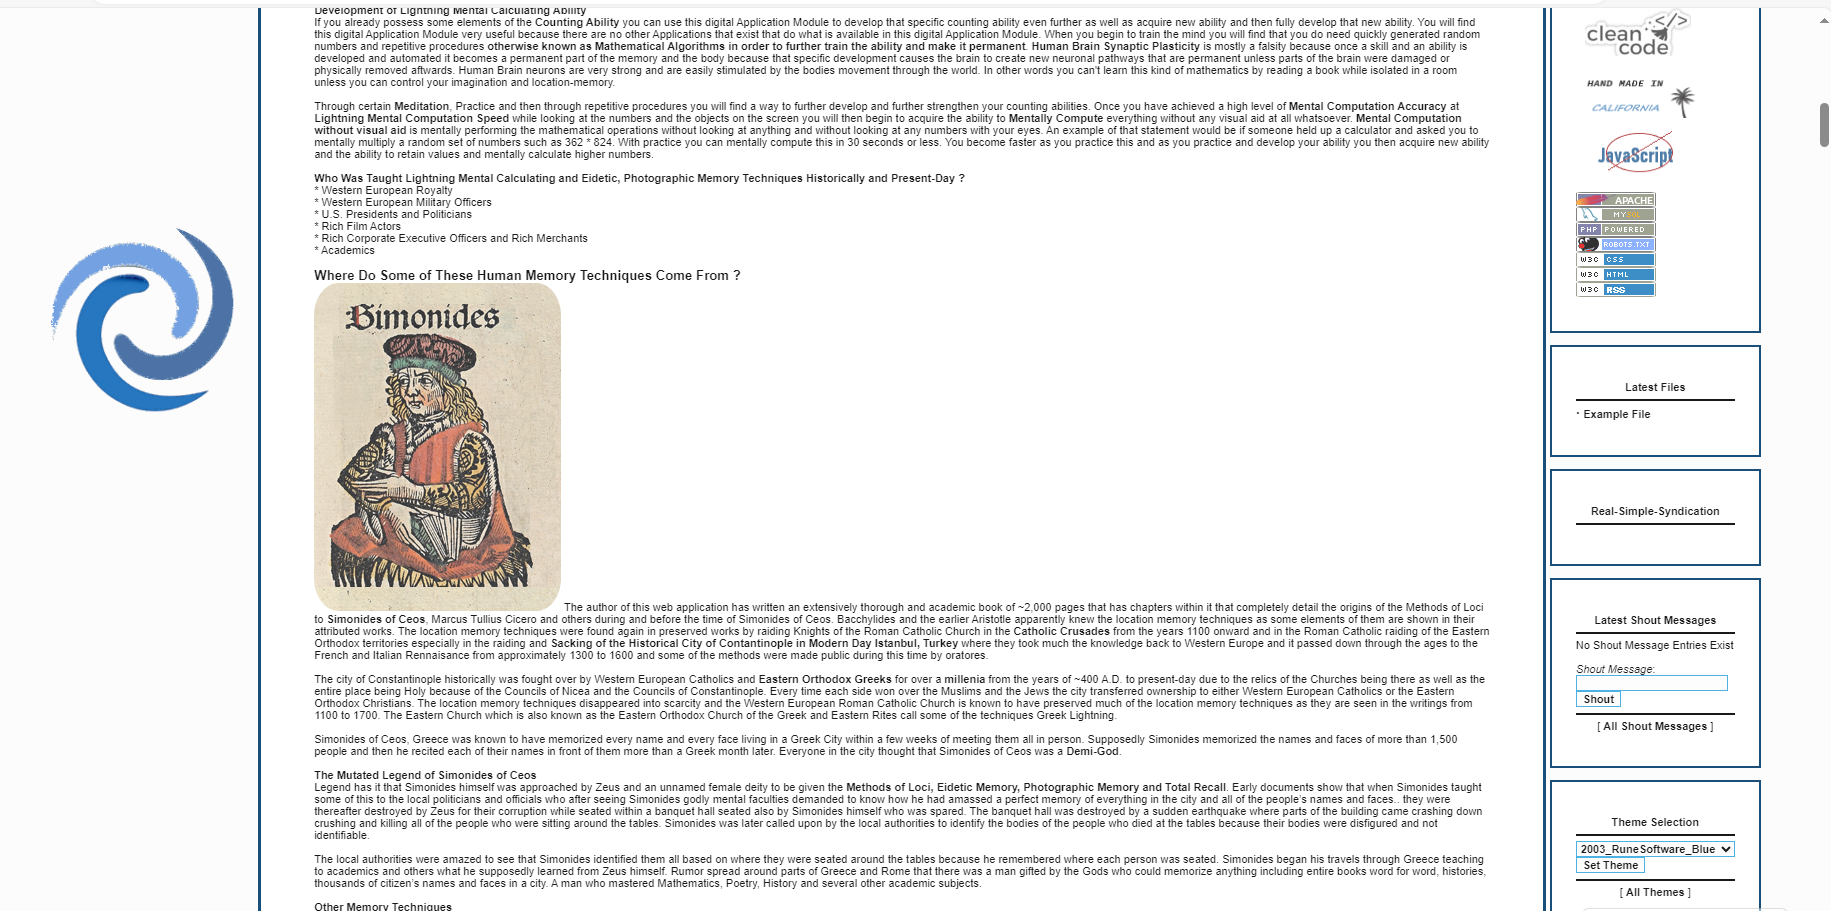 Development of Lightning Mental Calculating Ability
If you already possess some elements of the Counting Ability you can use this digital Application Module to develop that specific counting ability even further as well as acquire new ability and then fully develop that new ability. You will find
this digital Application Module very useful because there are no other Applications that exist that do what is available in this digital Application Module. When you begin to train the mind you will find that you do need quickly generated random
numbers and repetitive procedures otherwise known as Mathematical Algorithms in order to further train the ability and make it permanent. Human Brain Synaptic Plasticity is mostly a falsity because once a skill and an ability is
developed and automated it becomes a permanent part of the memory and the body because that specific development causes the brain to create new neuronal pathways that are permanent unless parts of the brain were damaged or
physically removed aftwards. Human Brain neurons are very strong and are easily stimulated by the bodies movement through the world. In other words you can't learn this kind of mathematics by reading a book while isolated in a room
unless you can control your imagination and location-memory.
Through certain Meditation, Practice and then through repetitive procedures you will find a way to further develop and further strengthen your counting abilities. Once you have achieved a high level of Mental Computation Accuracy at
Lightning Mental Computation Speed while looking at the numbers and the objects on the screen you will then begin to acquire the ability to Mentally Compute everything without any visual aid at all whatsoever. Mental Computation
without visual aid is mentally performing the mathematical operations without looking at anything and without looking at any numbers with your eyes. An example of that statement would be if someone held up a calculator and asked you to
mentally multiply a random set of numbers such as 362 * 824. With practice you can mentally compute this in 30 seconds or less. You become faster as you practice this and as you practice and develop your ability you then acquire new ability
and the ability to retain values and mentally calculate higher numbers.
Who Was Taught Lightning Mental Calculating and Eidetic, Photographic Memory Techniques Historically and Present-Day ?
* Western European Royalty
* Western European Military Officers
* U.S. Presidents and Politicians
* Rich Film Actors
* Rich Corporate Executive Officers and Rich Merchants
* Academics
Where Do Some of These Human Memory Techniques Come From ?
Simonides
The author of this web application has written an extensively thorough and academic book of ~2,000 pages that has chapters within it that completely detail the origins of the Methods of Loci
to Simonides of Ceos, Marcus Tullius Cicero and others during and before the time of Simonides of Ceos. Bacchylides and the earlier Aristotle apparently knew the location memory techniques as some elements of them are shown in their
attributed works. The location memory techniques were found again in preserved works by raiding Knights of the Roman Catholic Church in the Catholic Crusades from the years 1100 onward and in the Roman Catholic raiding of the Eastern
Orthodox territories especially in the raiding and Sacking of the Historical City of Contantinople in Modern Day Istanbul, Turkey where they took much the knowledge back to Western Europe and it passed down through the ages to the
French and Italian Rennaisance from approximately 1300 to 1600 and some of the methods were made public during this time by oratores.
The city of Constantinople historically was fought over by Western European Catholics and Eastern Orthodox Greeks for over a millenia from the years of ~400 A.D. to present-day due to the relics of the Churches being there as well as the
entire place being Holy because of the Councils of Nicea and the Councils of Constantinople. Every time each side won over the Muslims and the Jews the city transferred ownership to either Western European Catholics or the Eastern
Orthodox Christians. The location memory techniques disappeared into scarcity and the Western European Roman Catholic Church is known to have preserved much of the location memory techniques as they are seen in the writings from
1100 to 1700. The Eastern Church which is also known as the Eastern Orthodox Church of the Greek and Eastern Rites call some of the techniques Greek Lightning.
Simonides of Ceos, Greece was known to have memorized every name and every face living in a Greek City within a few weeks of meeting them all in person. Supposedly Simonides memorized the names and faces of more than 1,500
people and then he recited each of their names in front of them more than a Greek month later. Everyone in the city thought that Simonides of Ceos was a Demi-God.
The Mutated Legend of Simonides of Ceos
Legend has it that Simonides himself was approached by Zeus and an unnamed female deity to be given the Methods of Loci, Eidetic Memory, Photographic Memory and Total Recall. Early documents show that when Simonides taught
some of this to the local politicians and officials who after seeing Simonides godly mental faculties demanded to know how he had amassed a perfect memory of everything in the city and all of the people's names and faces.. they were
thereafter destroyed by Zeus for their corruption while seated within a banquet hall seated also by Simonides himself who was spared. The banquet hall was destroyed by a sudden earthquake where parts of the building came crashing down
crushing and killing all of the people who were sitting around the tables. Simonides was later called upon by the local authorities to identify the bodies of the people who died at the tables because their bodies were disfigured and not
identifiable.
The local authorities were amazed to see that Simonides identified them all based on where they were seated around the tables because he remembered where each person was seated. Simonides began his travels through Greece teaching
to academics and others what he supposedly learned from Zeus himself. Rumor spread around parts of Greece and Rome that there was a man gifted by the Gods who could memorize anything including entire books word for word, histories,
thousands of citizen's names and faces in a city. A man who mastered Mathematics, Poetry, History and several other academic subjects.
Other Memory Techniques
</>
clean
code
HAND MADE IN
CALIFORNIA
JavaScript
APACHE
MYSQL
PHP POWERED
ROBOTS.TXT
W3C CSS
W3C HTML
W3C RSS
Latest Files
· Example File
Real-Simple-Syndication
Latest Shout Messages
No Shout Message Entries Exist
Shout Message:
Shout
[ All Shout Messages ]
Theme Selection
2003_RuneSoftware_Blue
Set Theme
[ All Themes ]